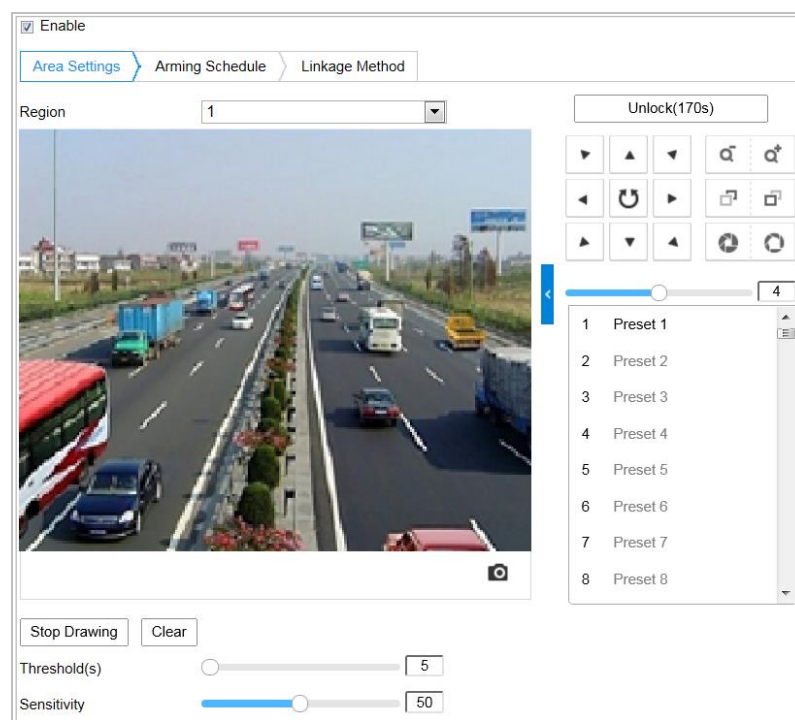 Enable
Area Settings Arming Schedule Linkage Method
Region 1 Unlock(170s)
4
1 Preset 1
2 Preset 2
3 Preset 3
4 Preset 4
5 Preset 5
6 Preset 6
7 Preset 7
8 Preset 8
Stop Drawing Clear
Threshold(s) 5
Sensitivity 50